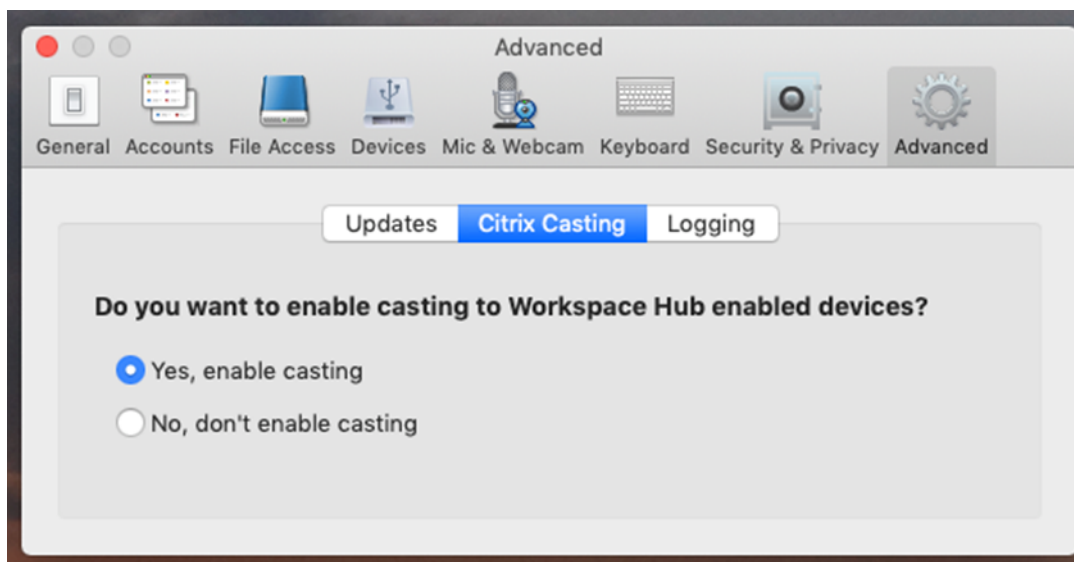 Advanced
General Accounts File Access Devices Mic & Webcam Keyboard Security & Privacy Advanced
Updates Citrix Casting Logging
Do you want to enable casting to Workspace Hub enabled devices?
Yes, enable casting
No, don't enable casting